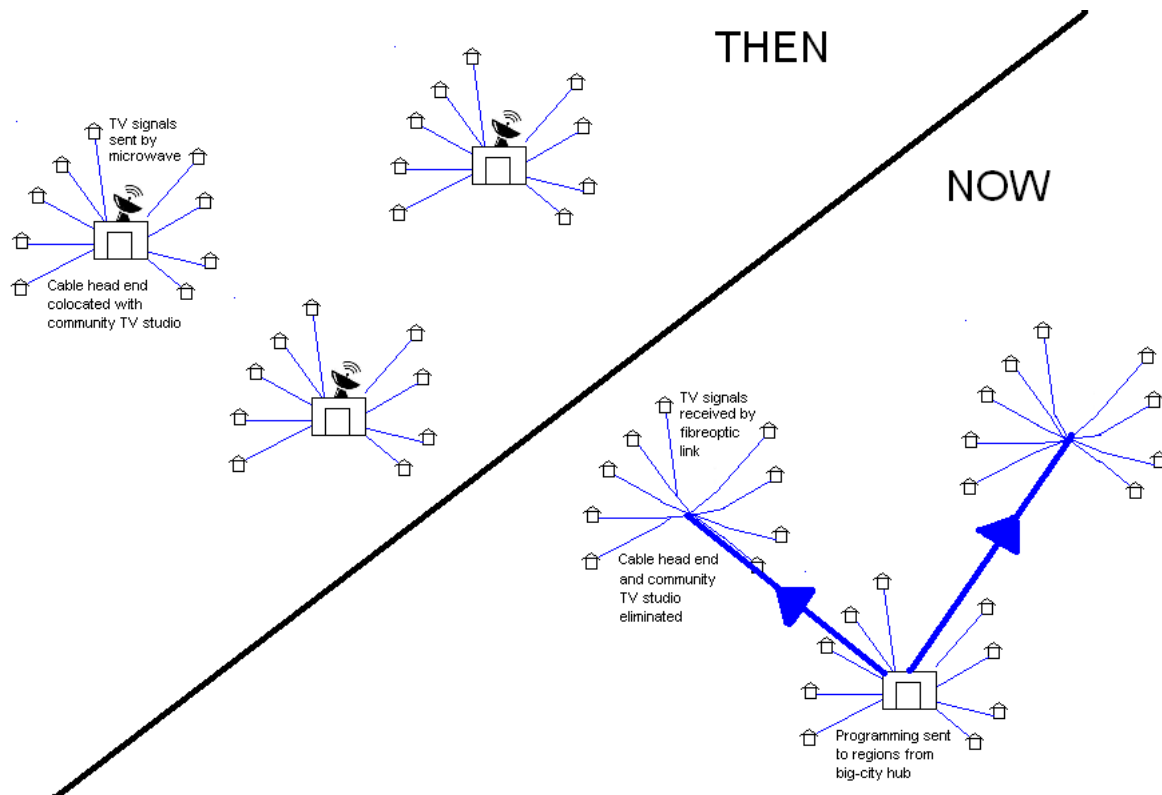 THEN
TV signals
sent by
microwave
Cable head end
colocated with
community TV studio
NOW
TV signals
received by
fibreoptic
link
Cable head end
and community
TV studio
eliminated
Programming sent
to regions from
big-city hub